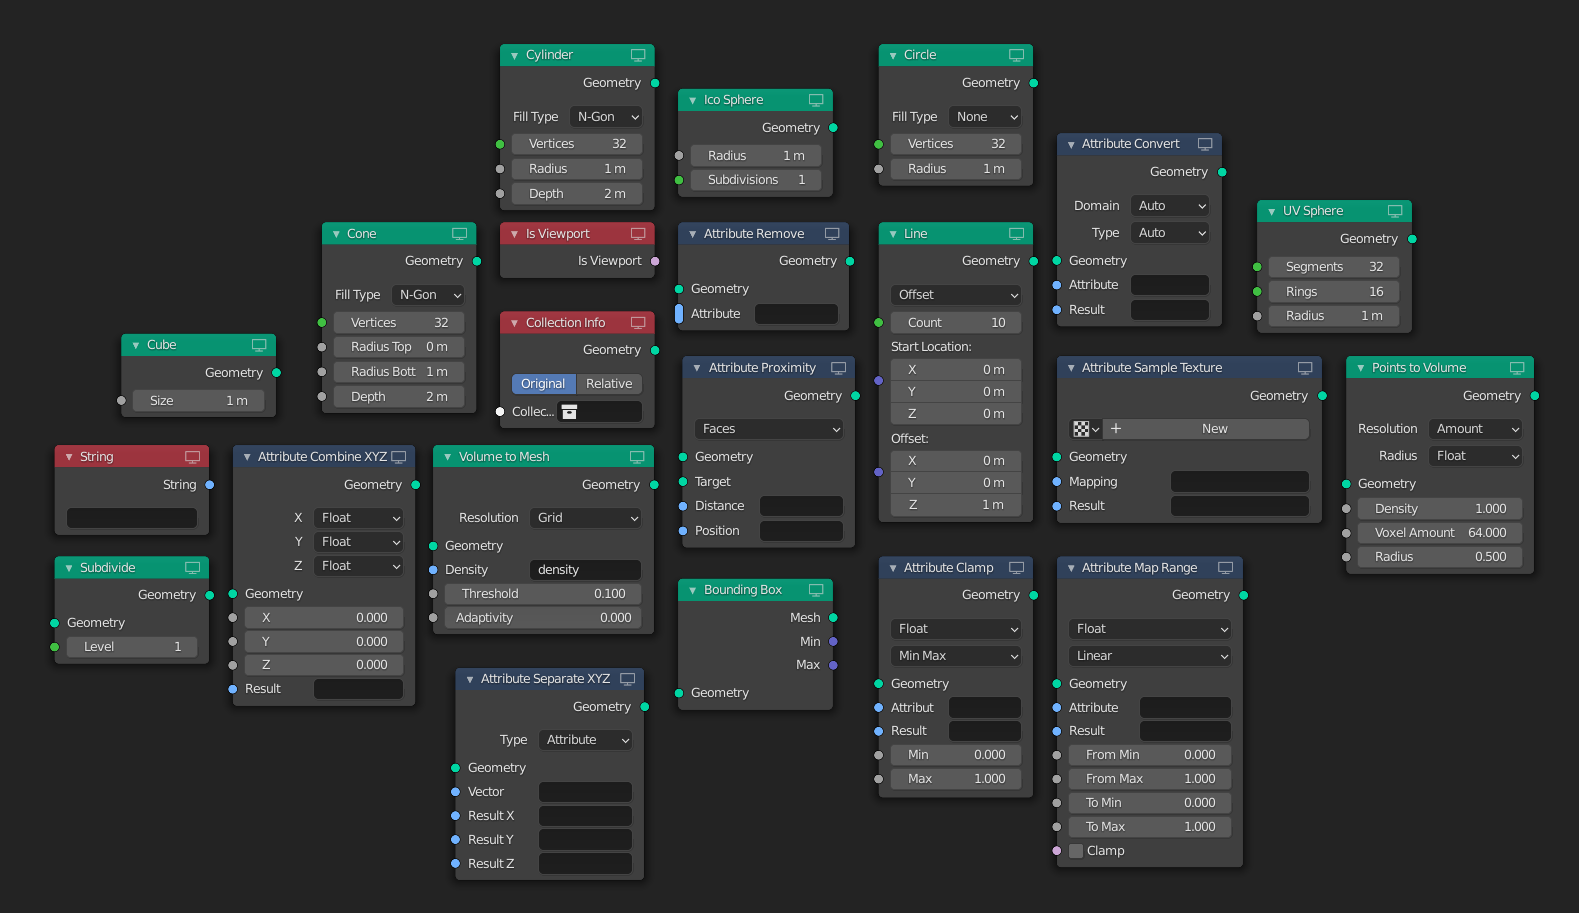 Cylinder
Geometry
Fill Type N-Gon
Vertices 32
Radius 1 m
Depth 2 m
Ico Sphere
Geometry
Radius 1 m
Subdivisions 1
Circle
Geometry
Fill Type None
Vertices 32
Radius 1 m
Attribute Convert
Geometry
Domain Auto
Type Auto
Geometry
Attribute
Result
UV Sphere
Geometry
Segments 32
Rings 16
Radius 1 m
Cone
Geometry
Fill Type N-Gon
Vertices 32
Radius Top 0 m
Radius Bott 1 m
Depth 2 m
Is Viewport
Is Viewport
Attribute Remove
Geometry
Geometry
Attribute
Line
Geometry
Offset
Count 10
Start Location:
X 0 m
Y 0 m
Z 0 m
Offset:
X 0 m
Y 0 m
Z 1 m
Collection Info
Geometry
Original Relative
Collec...
Cube
Geometry
Size 1 m
Attribute Proximity
Geometry
Faces
Geometry
Target
Distance
Position
Attribute Sample Texture
Geometry
New
Geometry
Mapping
Result
Points to Volume
Geometry
Resolution Amount
Radius Float
Geometry
Density 1.000
Voxel Amount 64.000
Radius 0.500
String
String
Attribute Combine XYZ
Geometry
X Float
Y Float
Z Float
Geometry
X 0.000
Y 0.000
Z 0.000
Result
Volume to Mesh
Geometry
Resolution Grid
Geometry
Density density
Threshold 0.100
Adaptivity 0.000
Subdivide
Geometry
Geometry
Level 1
Bounding Box
Mesh
Min
Max
Geometry
Attribute Clamp
Geometry
Float
Min Max
Geometry
Attribut
Result
Min 0.000
Max 1.000
Attribute Map Range
Geometry
Float
Linear
Geometry
Attribute
Result
From Min 0.000
From Max 1.000
To Min 0.000
To Max 1.000
Clamp
Attribute Separate XYZ
Geometry
Type Attribute
Geometry
Vector
Result X
Result Y
Result Z